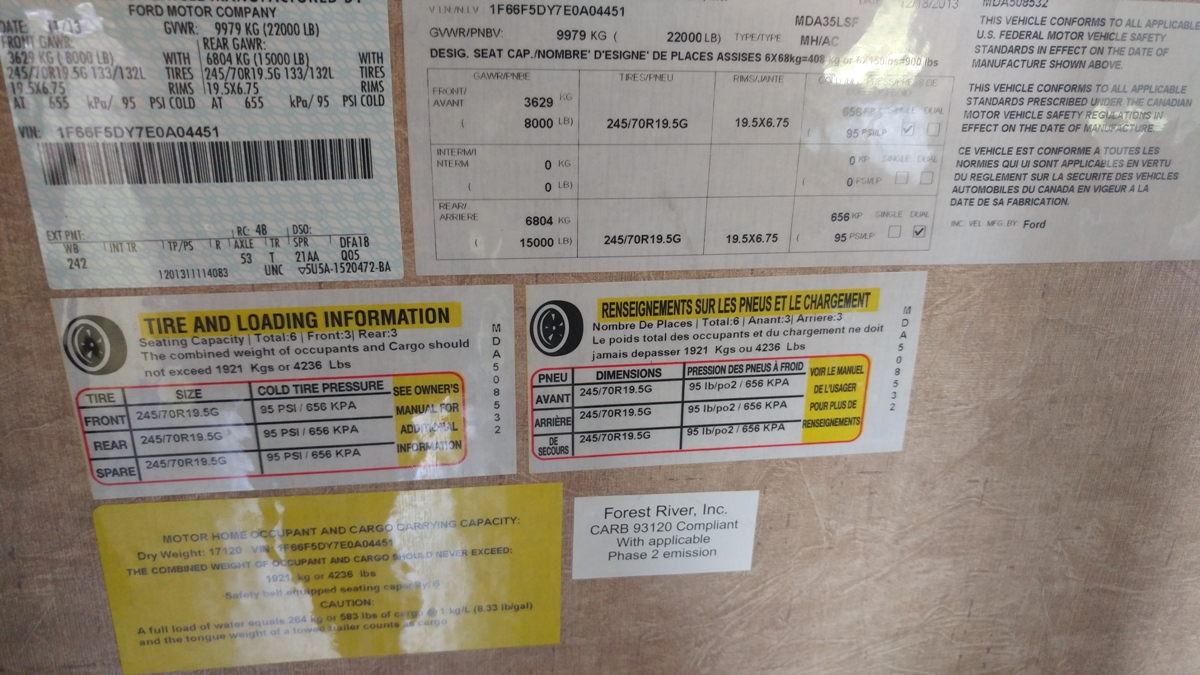 MANUFACTURED BY
FORD MOTOR COMPANY
DATE: 11/13 GVWR: 9979 KG (22000 LB)
FRONT GAWR: REAR GAWR:
3629 KG (8000 LB) WITH 6804 KG (15000 LB) WITH
245/70R19.5G 133/132L TIRES 245/70R19.5G 133/132L TIRES
19.5X6.75 RIMS 19.5X6.75 RIMS
AT 655 kPa/ 95 PSI COLD AT 655 kPa/ 95 PSI COLD
VIN: 1F66F5DY7E0A04451
EXT PNT: RC: 48 DSO:
WB INT TR TP/PS R AXLE TR SPR DFA18
242 53 T 21AA Q05
1201311114083 UNC ▽5U5A-1520472-BA
V.I.N./N.I.V 1F66F5DY7E0A04451 DATE 12/18/2013
MDA35LSF
GVWR/PNBV: 9979 KG ( 22000 LB) TYPE/TYPE MH/AC
DESIG. SEAT CAP./NOMBRE' D'ESIGNE' DE PLACES ASSISES 6X68kg=408 kg or 6X150lbs=900 lbs
GAWR/PNBE TIRES/PNEU RIMS/JANTE
FRONT/
AVANT 3629 KG 656 KP SINGLE DUAL
( 8000 LB) 245/70R19.5G 19.5X6.75 95 PSI/LP
INTERM/I
NTERM 0 KG 0 KP SINGLE DUAL
( 0 LB) ( 0 PSI/LP
REAR/
ARRIERE 6804 KG 656 KP SINGLE DUAL
( 15000 LB) 245/70R19.5G 19.5X6.75 ( 95 PSI/LP
MDA508532
THIS VEHICLE CONFORMS TO ALL APPLICABLE
U.S. FEDERAL MOTOR VEHICLE SAFETY
STANDARDS IN EFFECT ON THE DATE OF
MANUFACTURE SHOWN ABOVE.
THIS VEHICLE CONFORMS TO ALL APPLICABLE
STANDARDS PRESCRIBED UNDER THE CANADIAN
MOTOR VEHICLE SAFETY REGULATIONS IN
EFFECT ON THE DATE OF MANUFACTURE.
CE VEHICLE EST CONFORME A TOUTES LES
NORMIES QUI UI SONT APPLICABLES EN VERTU
DU REGLEMENT SUR LA SECURITE DES VEHICLES
AUTOMOBILES DU CANADA EN VIGEUR A LA
DATE DE SA FABRICATION.
INC. VEL. MFG. BY: Ford
TIRE AND LOADING INFORMATION
Seating Capacity | Total:6 | Front:3| Rear:3
The combined weight of occupants and Cargo should
not exceed 1921 Kgs or 4236 Lbs
TIRE SIZE COLD TIRE PRESSURE
FRONT 245/70R19.5G 95 PSI / 656 KPA
REAR 245/70R19.5G 95 PSI / 656 KPA
SPARE 245/70R19.5G 95 PSI / 656 KPA
SEE OWNER'S
MANUAL FOR
ADDITIONAL
INFORMATION
MDA508532
RENSEIGNEMENTS SUR LES PNEUS ET LE CHARGEMENT
Nombre De Places | Total:6 | Anant:3| Arriere:3
Le poids total des occupants et du chargement ne doit
jamais depasser 1921 Kgs ou 4236 Lbs
PNEU DIMENSIONS PRESSION DES PNEUS À FROID
AVANT 245/70R19.5G 95 lb/po2 / 656 KPA
ARRIÈRE 245/70R19.5G 95 lb/po2 / 656 KPA
DE SECOURS 245/70R19.5G 95 lb/po2 / 656 KPA
VOIR LE MANUEL
DE L'USAGER
POUR PLUS DE
RENSEIGNEMENTS
MDA508532
MOTOR HOME OCCUPANT AND CARGO CARRYING CAPACITY:
Dry Weight: 17120 VIN 1F66F5DY7E0A04451
THE COMBINED WEIGHT OF OCCUPANT AND CARGO SHOULD NEVER EXCEED:
1921 kg or 4236 lbs
Safety belt equipped seating capacity: 6
CAUTION:
A full load of water equals 264 kg or 583 lbs of cargo @ 1 kg/L (8.33 lb/gal)
and the tongue weight of a towed trailer counts as cargo
Forest River, Inc.
CARB 93120 Compliant
With applicable
Phase 2 emission